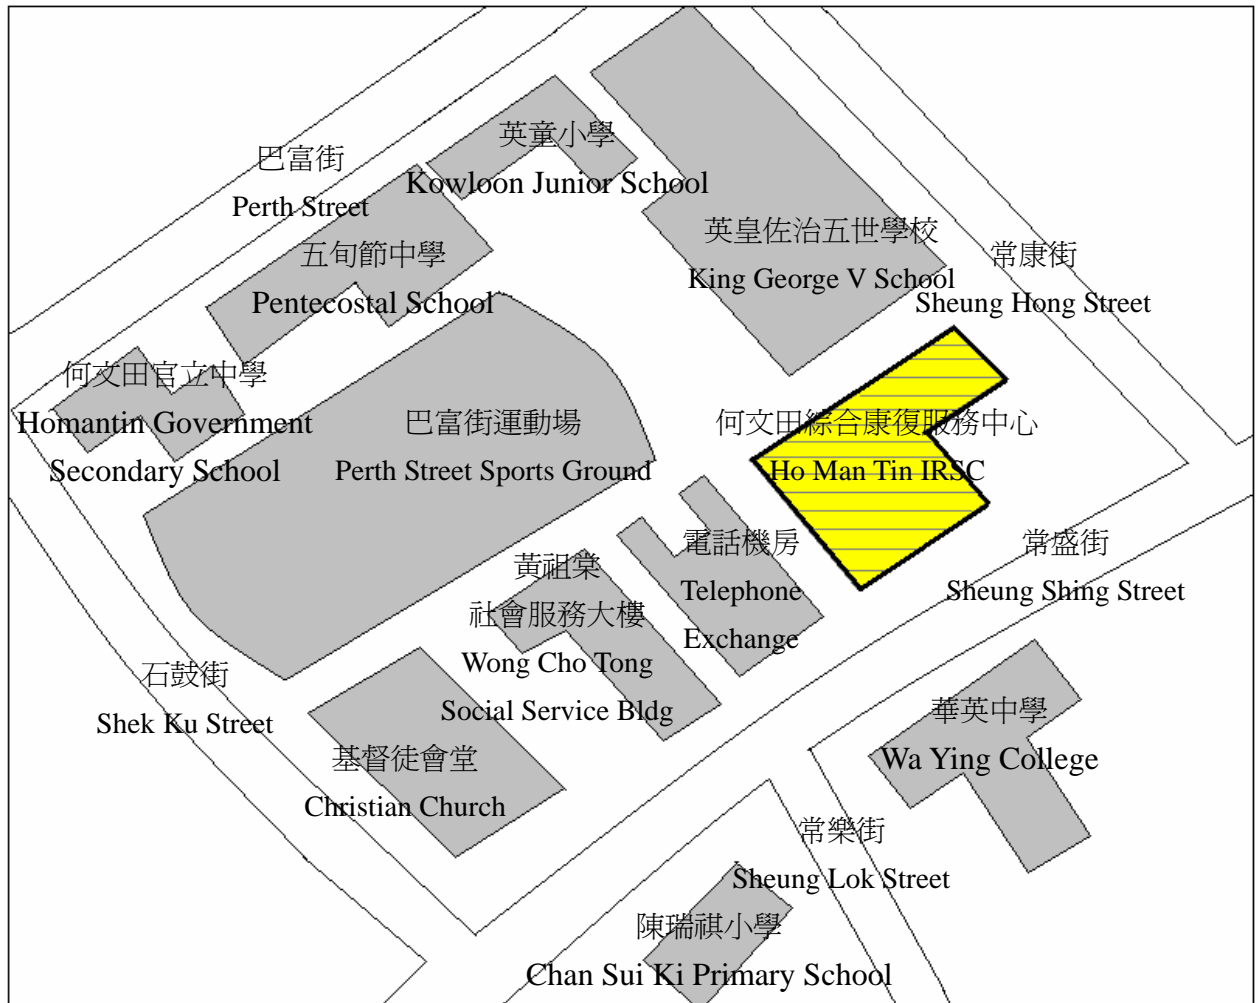 英童小學
Kowloon Junior School
巴富街
Perth Street
英皇佐治五世學校
King George V School
五旬節中學
Pentecostal School
常康街
Sheung Hong Street
何文田官立中學
Homantin Government
Secondary School
巴富街運動場
Perth Street Sports Ground
何文田綜合康復服務中心
Ho Man Tin IRSC
電話機房
Telephone
Exchange
常盛街
Sheung Shing Street
黃祖棠
社會服務大樓
Wong Cho Tong
Social Service Bldg
石鼓街
Shek Ku Street
基督徒會堂
Christian Church
華英中學
Wa Ying College
常樂街
Sheung Lok Street
陳瑞祺小學
Chan Sui Ki Primary School